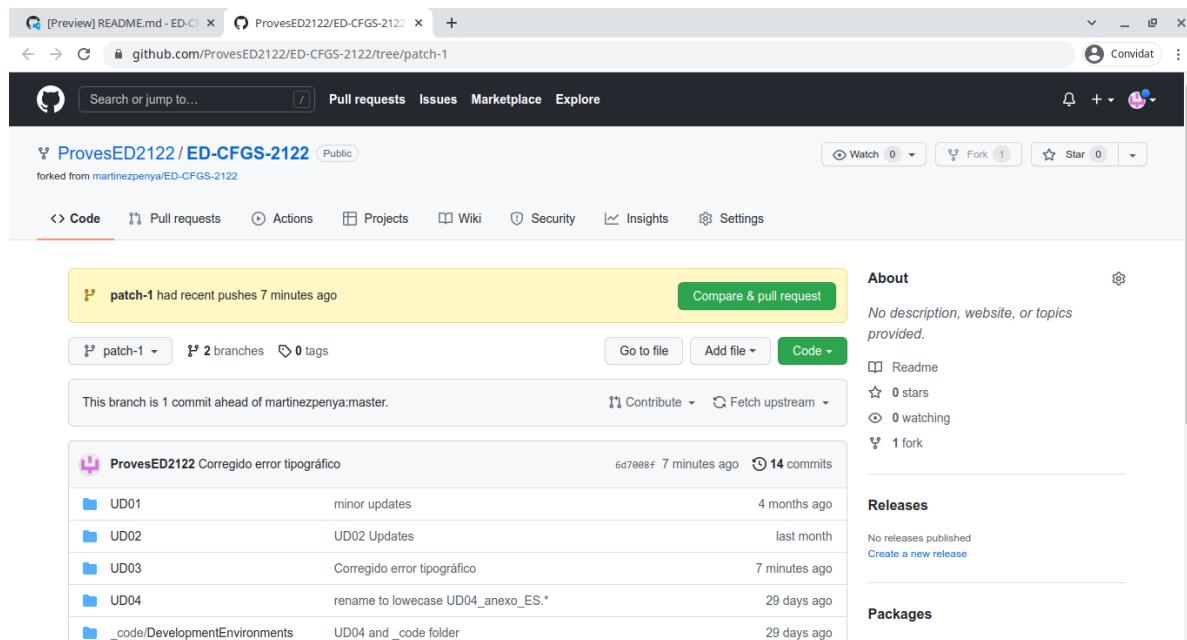 [Preview] README.md - ED-CF
ProvesED2122/ED-CFGS-2122
github.com/ProvesED2122/ED-CFGS-2122/tree/patch-1
Convidat
Search or jump to...
/
Pull requests Issues Marketplace Explore
ProvesED2122 / ED-CFGS-2122 Public
Watch 0 Fork 1 Star 0
forked from martinezpenya/ED-CFGS-2122
<> Code Pull requests Actions Projects Wiki Security Insights Settings
patch-1 had recent pushes 7 minutes ago Compare & pull request
patch-1 2 branches 0 tags Go to file Add file Code
This branch is 1 commit ahead of martinezpenya:master. Contribute Fetch upstream
ProvesED2122 Corregido error tipográfico 6d7008f 7 minutes ago 14 commits
UD01 minor updates 4 months ago
UD02 UD02 Updates last month
UD03 Corregido error tipográfico 7 minutes ago
UD04 rename to lowecase UD04_anexo_ES.* 29 days ago
_code/DevelopmentEnvironments UD04 and _code folder 29 days ago
About
No description, website, or topics
provided.
Readme
0 stars
0 watching
1 fork
Releases
No releases published
Create a new release
Packages